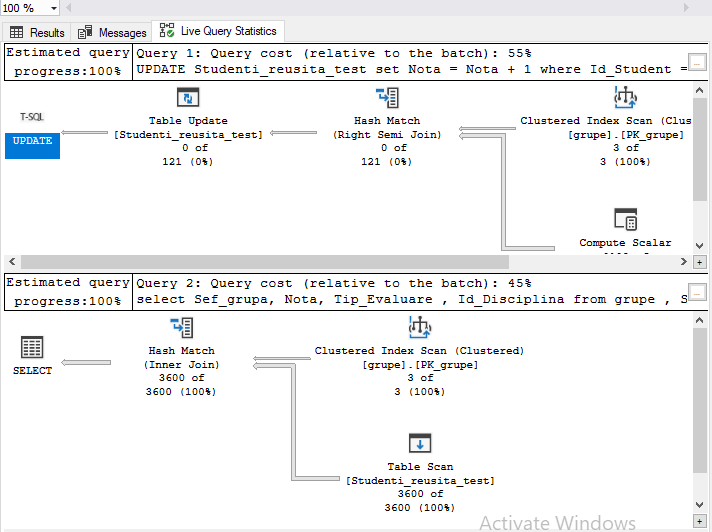 100 %
Results Messages Live Query Statistics
Estimated query progress:100%
Query 1: Query cost (relative to the batch): 55%
UPDATE Studenti_reusita_test set Nota = Nota + 1 where Id_Student =
...
T-SQL
UPDATE
Table Update
[Studenti_reusita_test]
0 of
121 (0%)
Hash Match
(Right Semi Join)
0 of
121 (0%)
Clustered Index Scan (Clus
[grupe].[PK_grupe]
3 of
3 (100%)
Compute Scalar
Estimated query progress:100%
Query 2: Query cost (relative to the batch): 45%
select Sef_grupa, Nota, Tip_Evaluare , Id_Disciplina from grupe , S
...
SELECT
Hash Match
(Inner Join)
3600 of
3600 (100%)
Clustered Index Scan (Clustered)
[grupe].[PK_grupe]
3 of
3 (100%)
Table Scan
[Studenti_reusita_test]
3600 of
3600 (100%)
Activate Windows